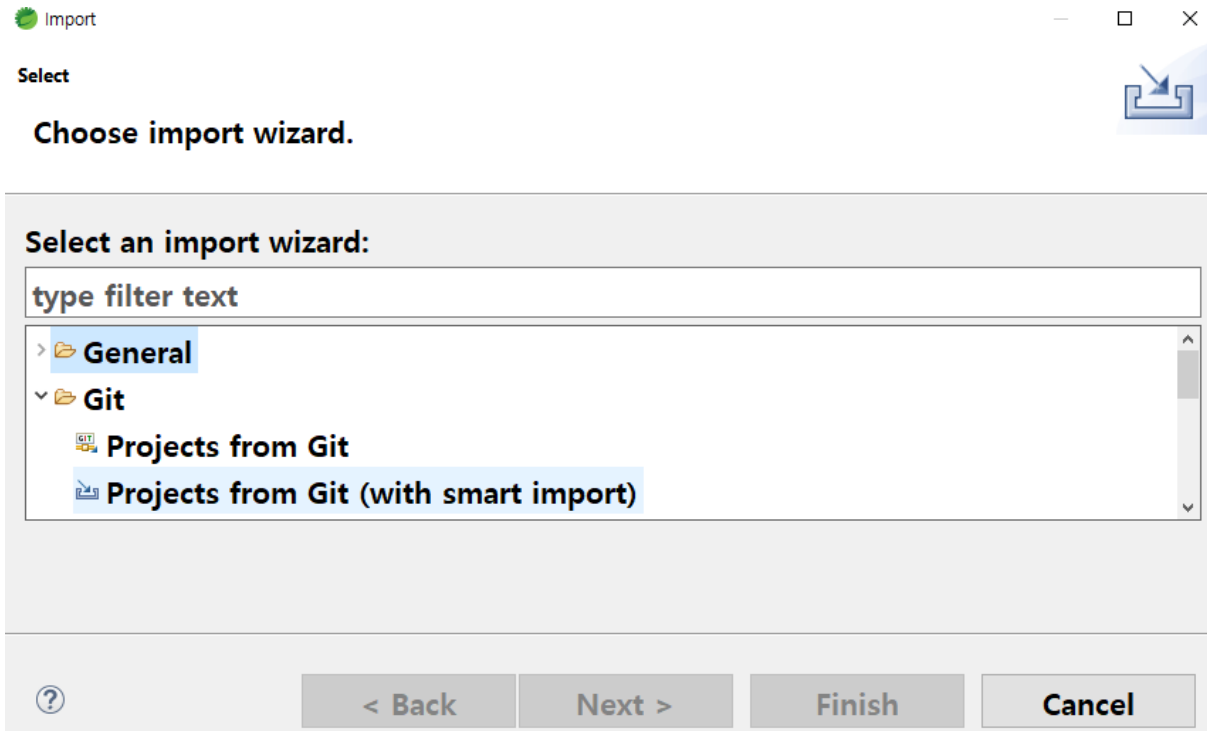 Import
Select
Choose import wizard.
Select an import wizard:
type filter text
General
Git
GIT
Projects from Git
Projects from Git (with smart import)
? < Back Next > Finish Cancel